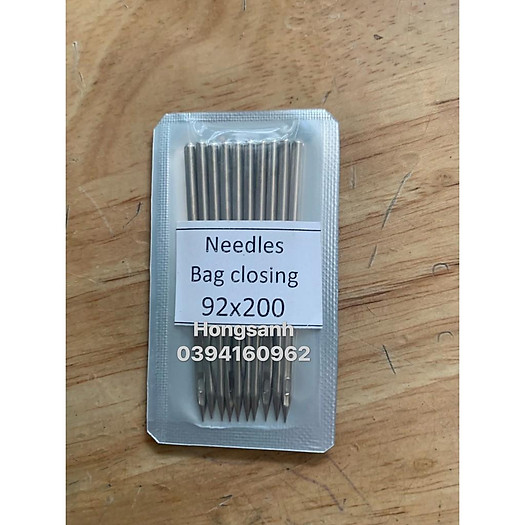 Needles
Bag closing
92x200
Hongsanh
0394160962